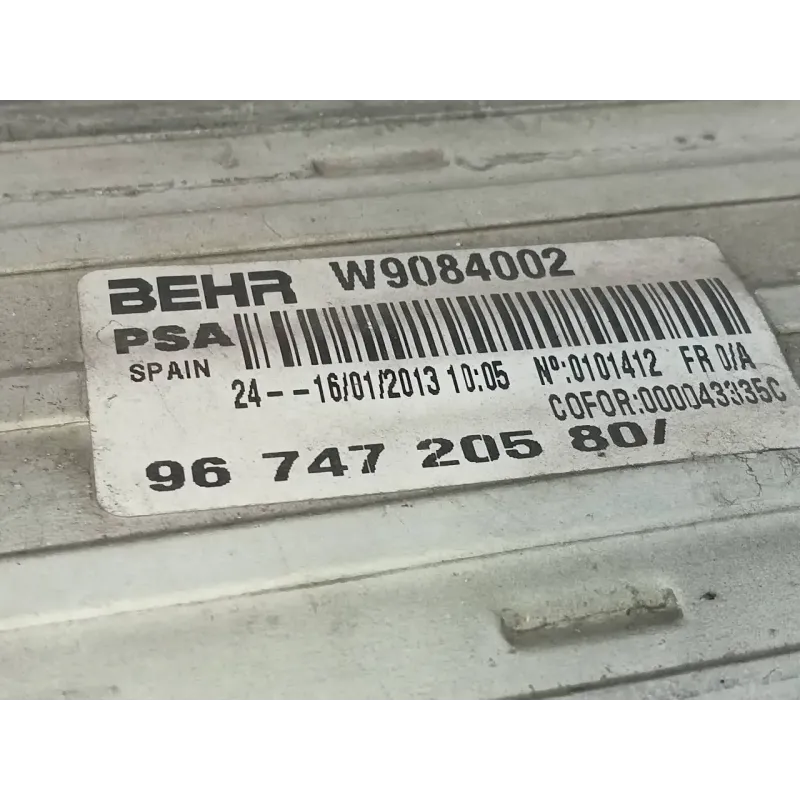 BEHR W9084002
PSA
SPAIN
24--16/01/2013 10:05 Nº:0101412 FR 0/A
COFOR:000043335C
96 747 205 80/